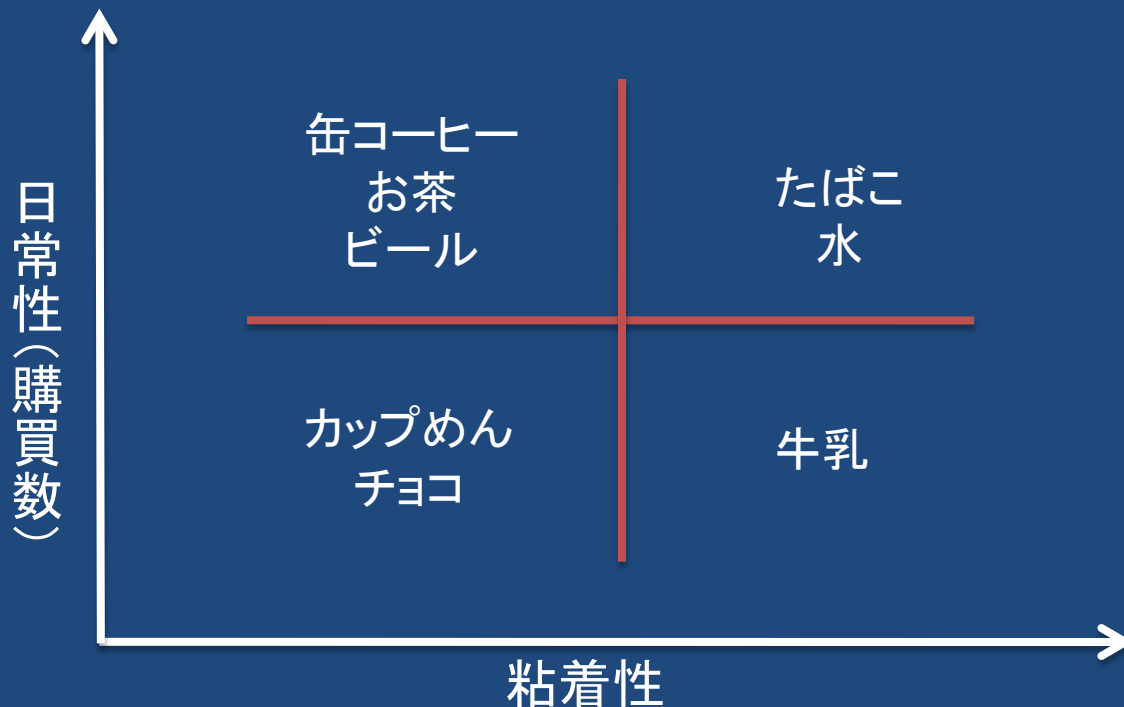 日常性(購買数)
缶コーヒー
お茶
ビール
たばこ
水
カップめん
チョコ
牛乳
粘着性